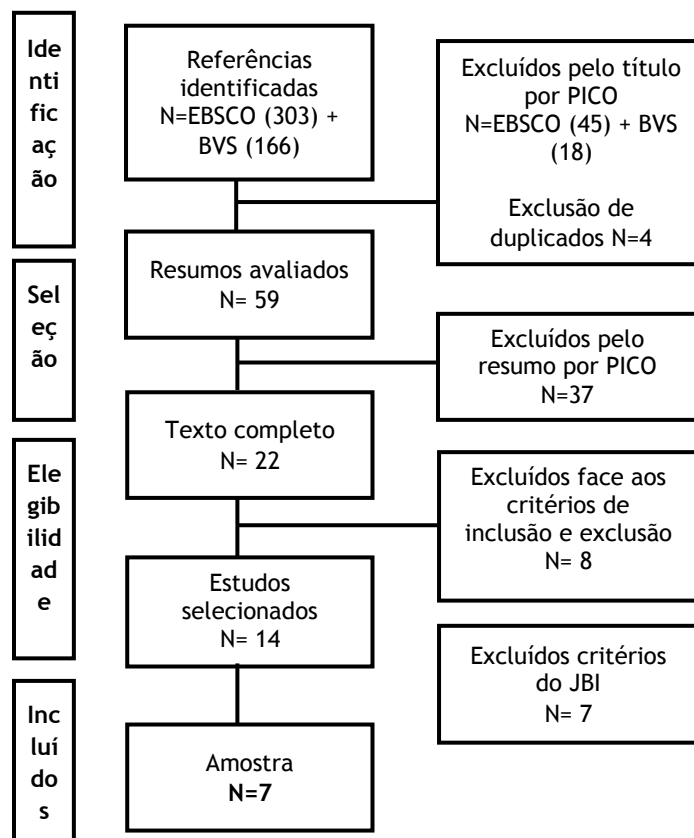 Ide
nti
fic
aç
ão
Referências
identificadas
N=EBSCO (303) +
BVS (166)
Excluídos pelo título
por PICO
N=EBSCO (45) + BVS
(18)
Exclusão de
duplicados N=4
Sel
eç
ão
Resumos avaliados
N= 59
Excluídos pelo
resumo por PICO
N=37
Texto completo
N= 22
Ele
gib
ilid
ad
e
Excluídos face aos
critérios de
inclusão e exclusão
N= 8
Estudos
selecionados
N= 14
Excluídos critérios
do JBI
N= 7
Inc
luí
do
s
Amostra
N=7